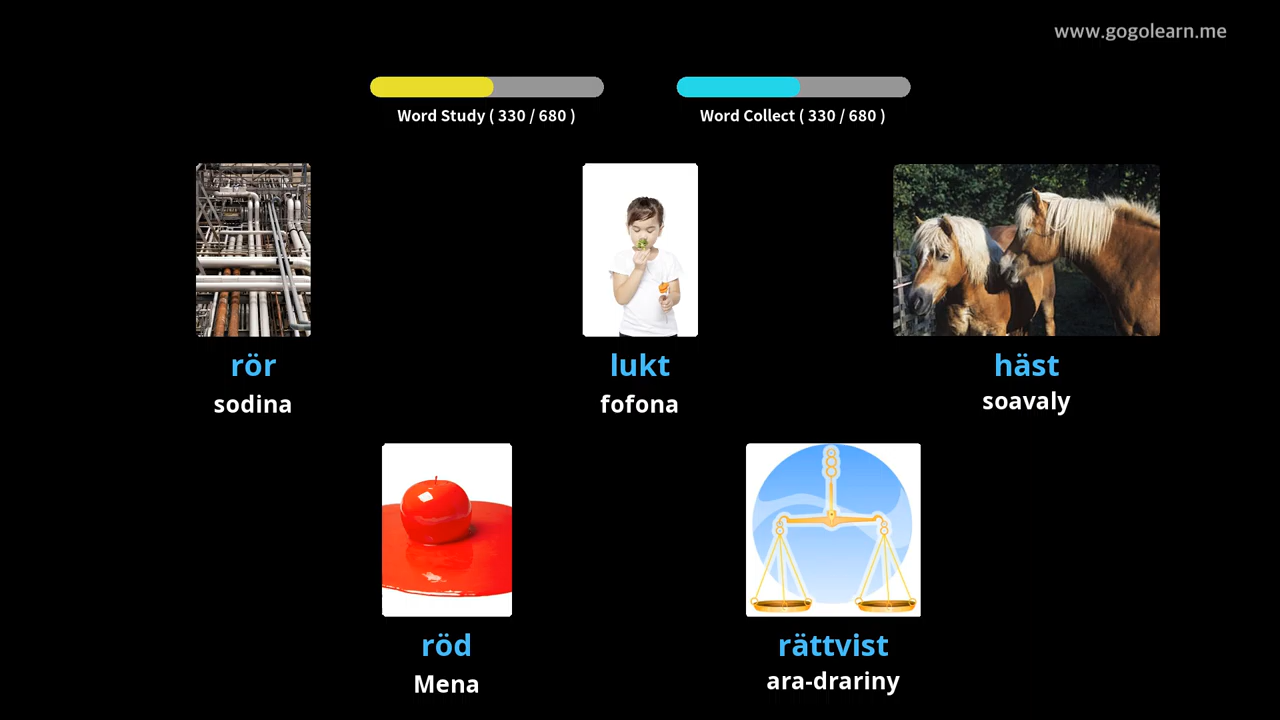 www.gogolearn.me
Word Study ( 330 / 680 )
Word Collect ( 330 / 680 )
rör
sodina
lukt
fofona
häst
soavaly
röd
Mena
rättvist
ara-drariny